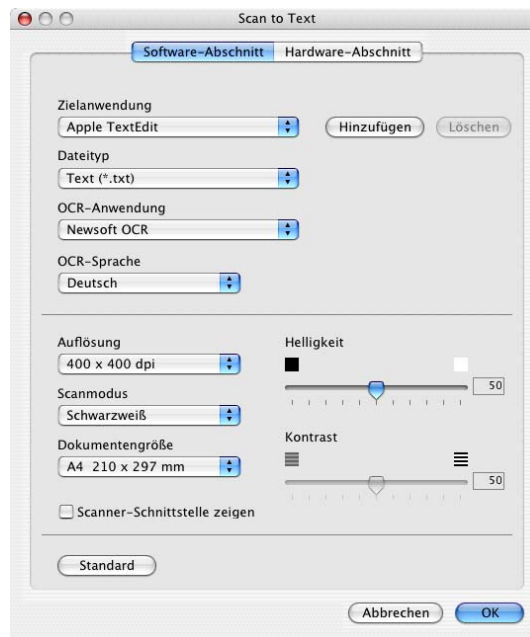 Scan to Text
Software-Abschnitt Hardware-Abschnitt
Zielanwendung
Apple TextEdit Hinzufügen Löschen
Dateityp
Text (*.txt)
OCR-Anwendung
Newsoft OCR
OCR-Sprache
Deutsch
Auflösung Helligkeit
400 x 400 dpi
50
Scanmodus
Schwarzweiß
Kontrast
Dokumentengröße
A4 210 x 297 mm
50
Scanner-Schnittstelle zeigen
Standard
Abbrechen OK